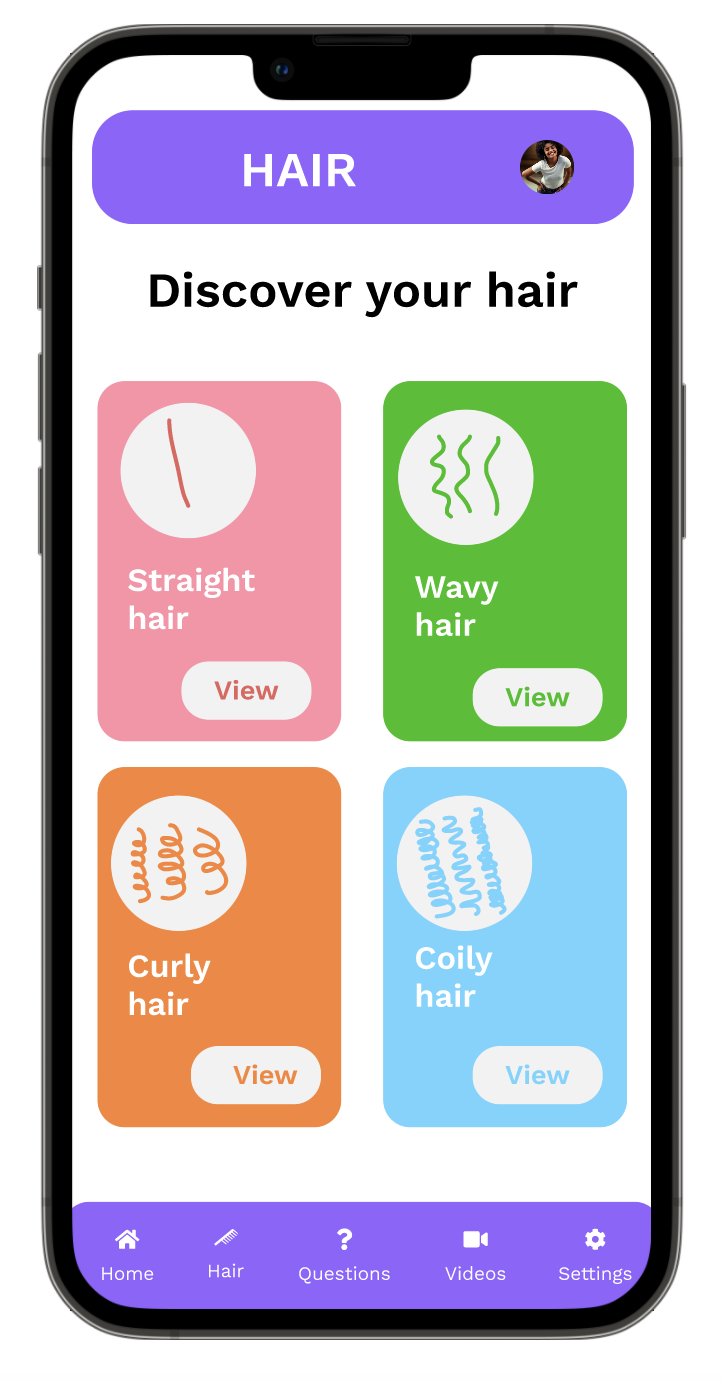 HAIR
Discover your hair
Straight
hair
View
Wavy
hair
View
Curly
hair
View
Coily
hair
View
Home
Hair
Questions
Videos
Settings